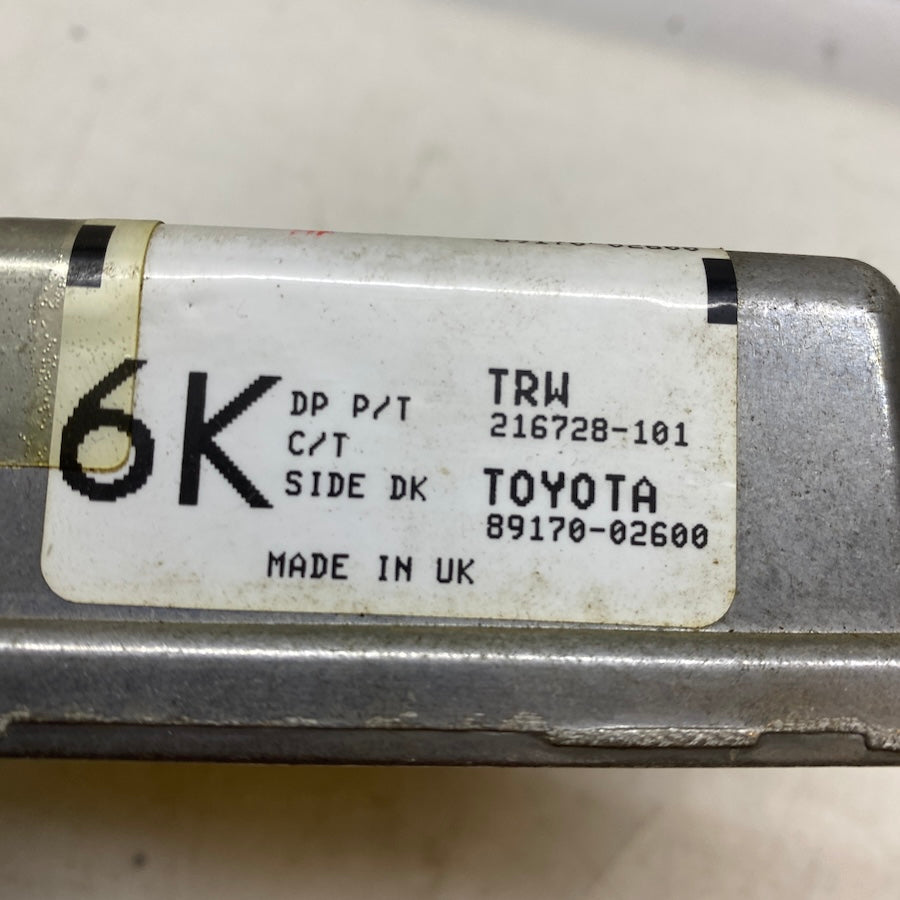 6K
DP P/T
C/T
SIDE DK
TRW
216728-101
TOYOTA
89170-02600
MADE IN UK